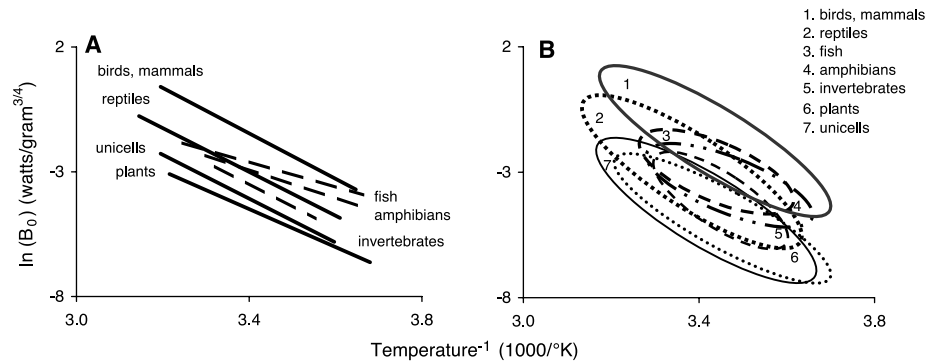 A
ln (B₀) (watts/gram³ᐟ⁴)
2
-3
-8
birds, mammals
reptiles
unicells
plants
fish
amphibians
invertebrates
3.0
3.4
3.8
B
2
-3
-8
1
2
3
4
5
6
7
3.0
3.4
3.8
1. birds, mammals
2. reptiles
3. fish
4. amphibians
5. invertebrates
6. plants
7. unicells
Temperature⁻¹ (1000/°K)